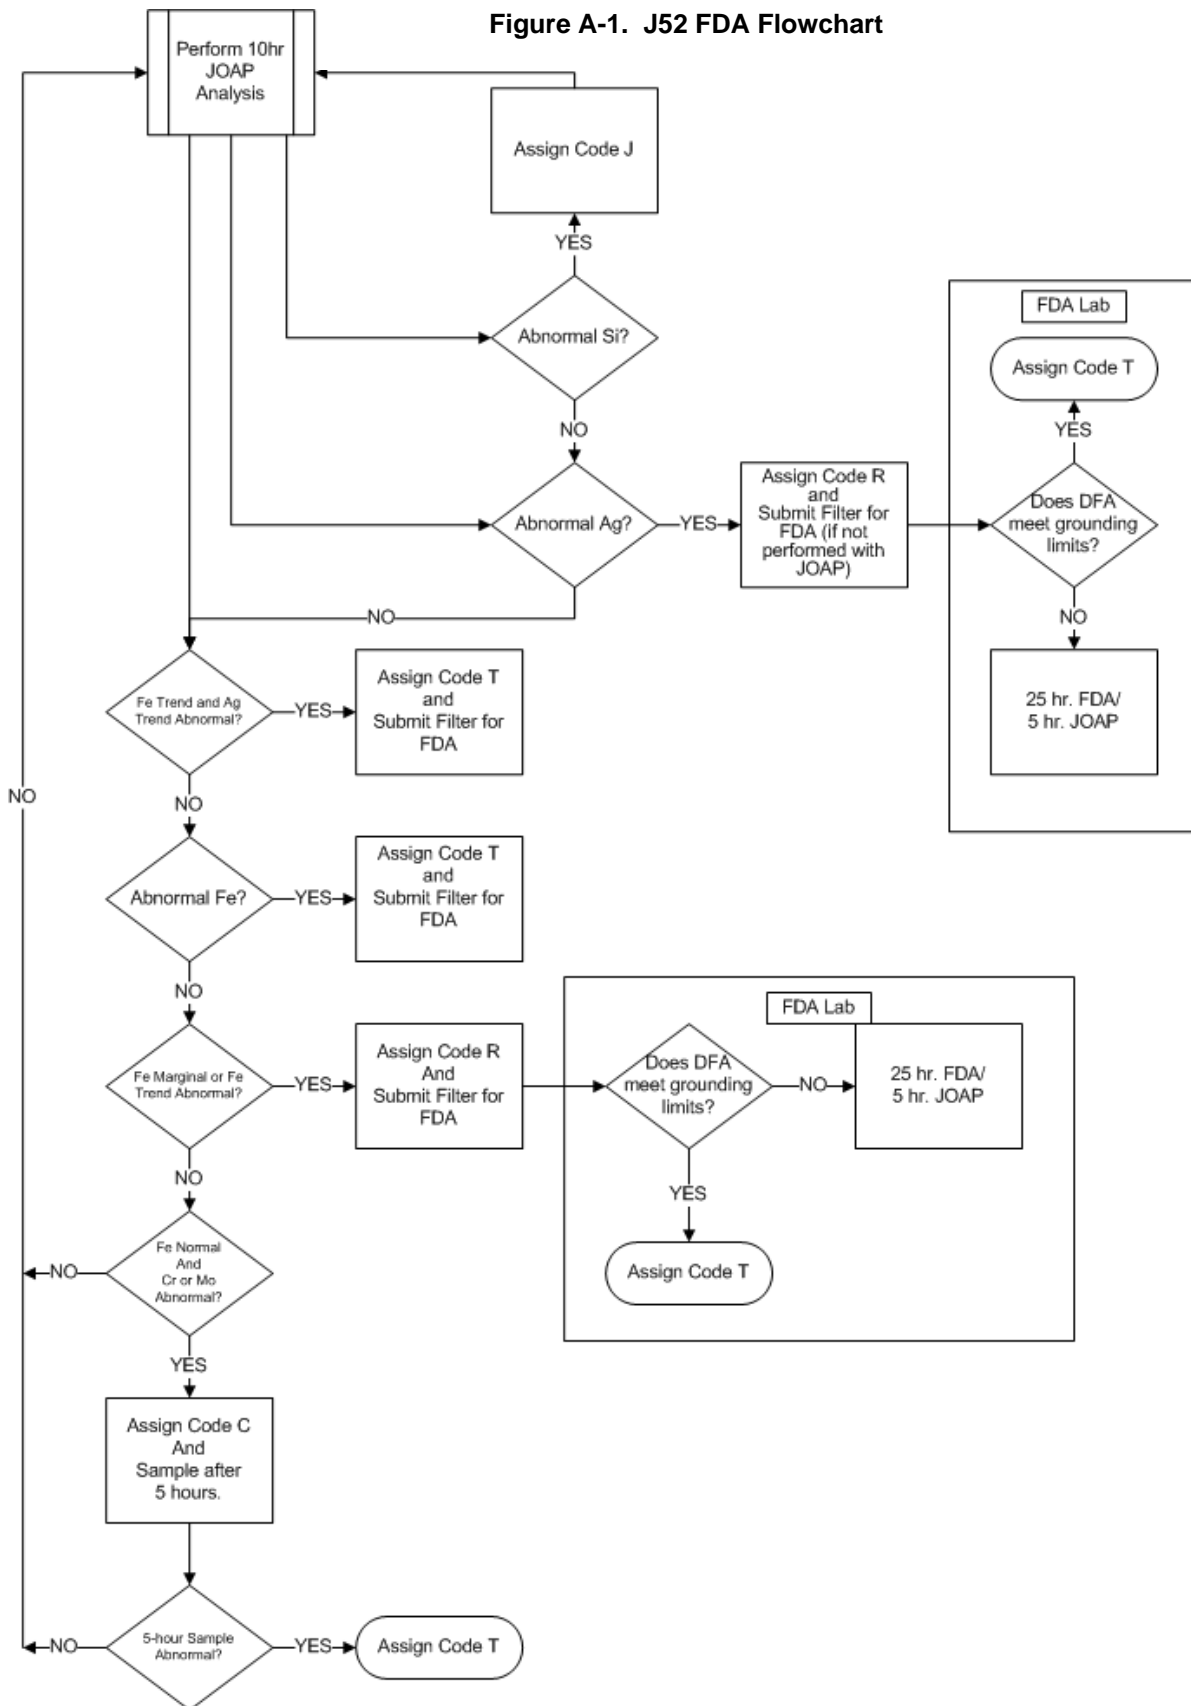 Figure A-1. J52 FDA Flowchart
Perform 10hr
JOAP
Analysis
Assign Code J
YES
Abnormal Si?
NO
Abnormal Ag?
YES
Assign Code R
and
Submit Filter for
FDA (if not
performed with
JOAP)
FDA Lab
Assign Code T
YES
Does DFA
meet grounding
limits?
NO
25 hr. FDA/
5 hr. JOAP
NO
Fe Trend and Ag
Trend Abnormal?
YES
Assign Code T
and
Submit Filter for
FDA
NO
NO
Abnormal Fe?
YES
Assign Code T
and
Submit Filter for
FDA
NO
Fe Marginal or Fe
Trend Abnormal?
YES
Assign Code R
And
Submit Filter for
FDA
FDA Lab
Does DFA
meet grounding
limits?
NO
25 hr. FDA/
5 hr. JOAP
YES
Assign Code T
NO
Fe Normal
And
Cr or Mo
Abnormal?
NO
YES
Assign Code C
And
Sample after
5 hours.
5-hour Sample
Abnormal?
NO
YES
Assign Code T